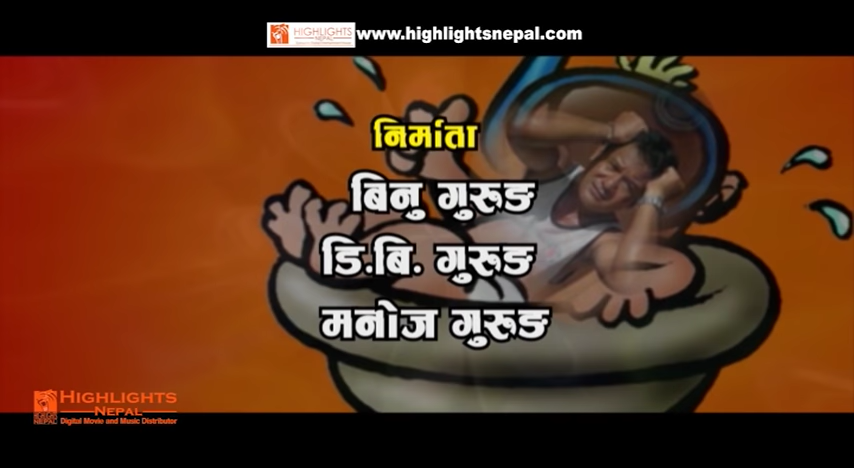 HIGHLIGHTS NEPAL www.highlightsnepal.com
निर्माता
बिनु गुरुङ
डि.बि. गुरुङ
मनोज गुरुङ
HIGHLIGHTS
NEPAL
Digital Movie and Music Distributor